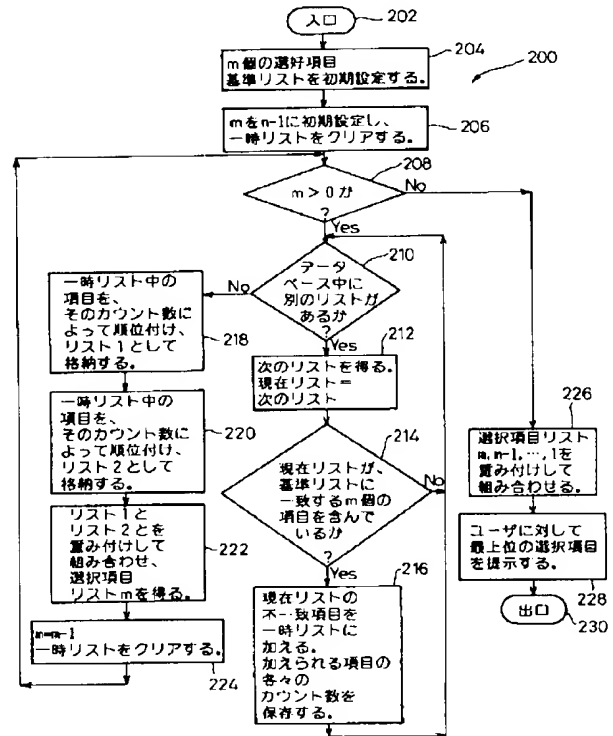 入口
202
m個の選好項目
基準リストを初期設定する。
204
200
mをn-1に初期設定し、
一時リストをクリアする。
206
208
m > 0 か
?
No
Yes
210
データ
ベース中に
別のリストが
あるか
?
No
Yes
一時リスト中の
項目を、
そのカウント数に
よって順位付け、
リスト1として
格納する。
218
212
次のリストを得る。
現在リスト=
次のリスト
一時リスト中の
項目を、
そのカウント数に
よって順位付け、
リスト2として
格納する。
220
214
現在リストが、
基準リストに
一致するm個の
項目を含んで
いるか
?
No
Yes
226
選択項目リスト
m, n-1, …, 1を
重み付けして
組み合わせる。
リスト1と
リスト2とを
重み付けして
組み合わせ、
選択項目
リストmを得る。
222
ユーザに対して
最上位の選択項目
を提示する。
228
216
現在リストの
不一致項目を
一時リストに
加える。
加えられる項目の
各々の
カウント数を
保存する。
m=m-1
一時リストをクリアする。
224
出口
230